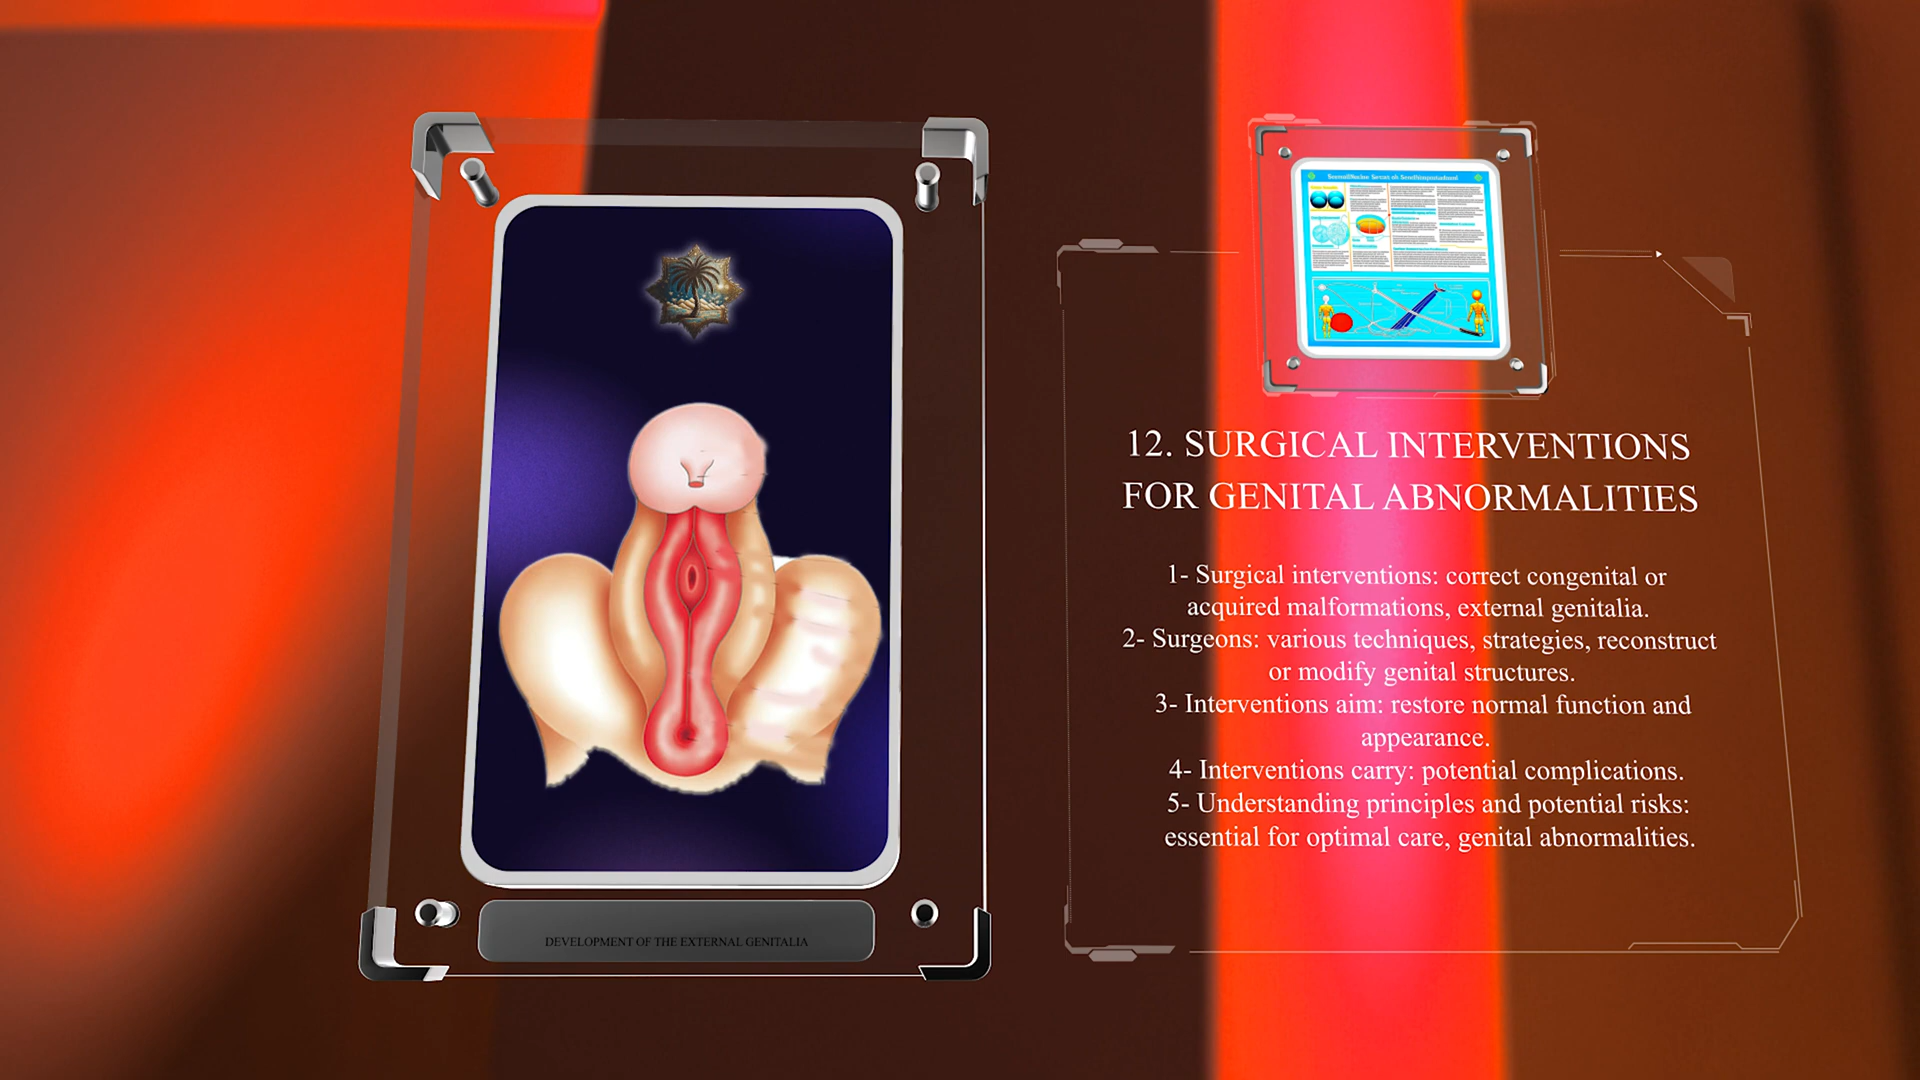 DEVELOPMENT OF THE EXTERNAL GENITALIA
12. SURGICAL INTERVENTIONS
FOR GENITAL ABNORMALITIES
1- Surgical interventions: correct congenital or
acquired malformations, external genitalia.
2- Surgeons: various techniques, strategies, reconstruct
or modify genital structures.
3- Interventions aim: restore normal function and
appearance.
4- Interventions carry: potential complications.
5- Understanding principles and potential risks:
essential for optimal care, genital abnormalities.